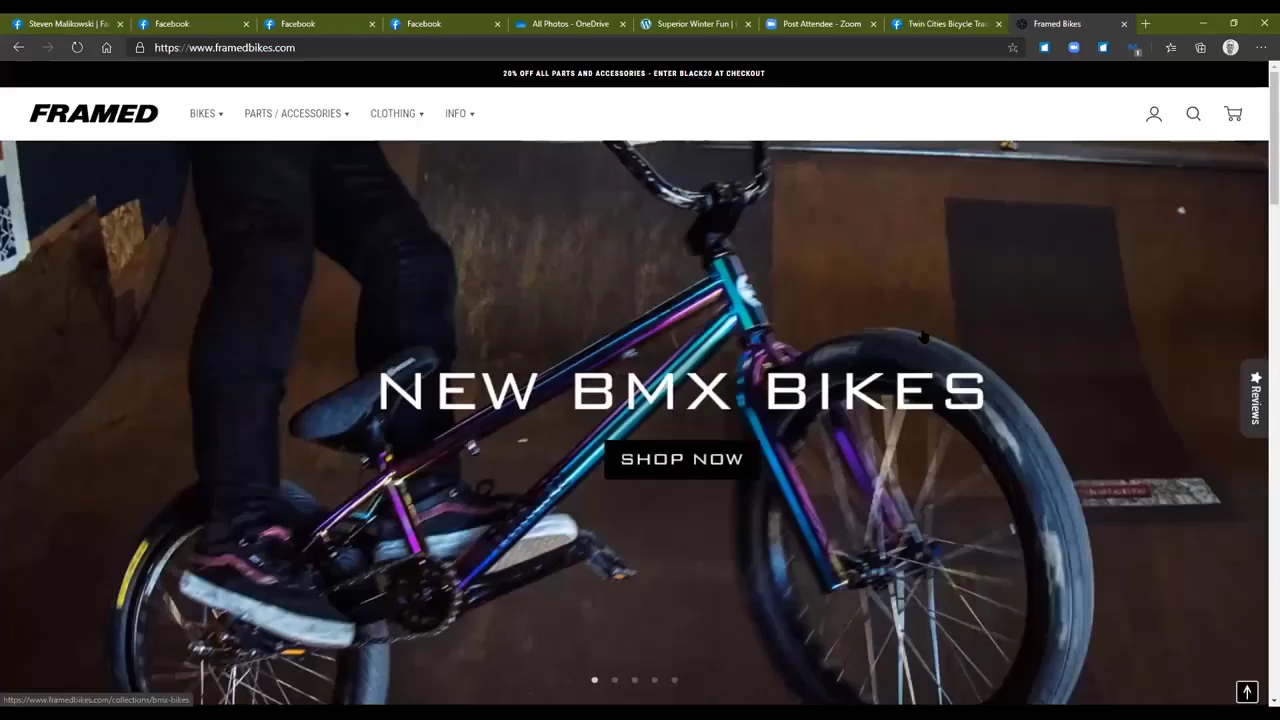 Steven Malikowski | Fa
Facebook
Facebook
Facebook
All Photos - OneDrive
Superior Winter Fun |
Post Attendee - Zoom
Twin Cities Bicycle Tra
Framed Bikes
https://www.framedbikes.com
20% OFF ALL PARTS AND ACCESSORIES - ENTER BLACK20 AT CHECKOUT
FRAMED
BIKES
PARTS / ACCESSORIES
CLOTHING
INFO
NEW BMX BIKES
SHOP NOW
Reviews
https://www.framedbikes.com/collections/bmx-bikes